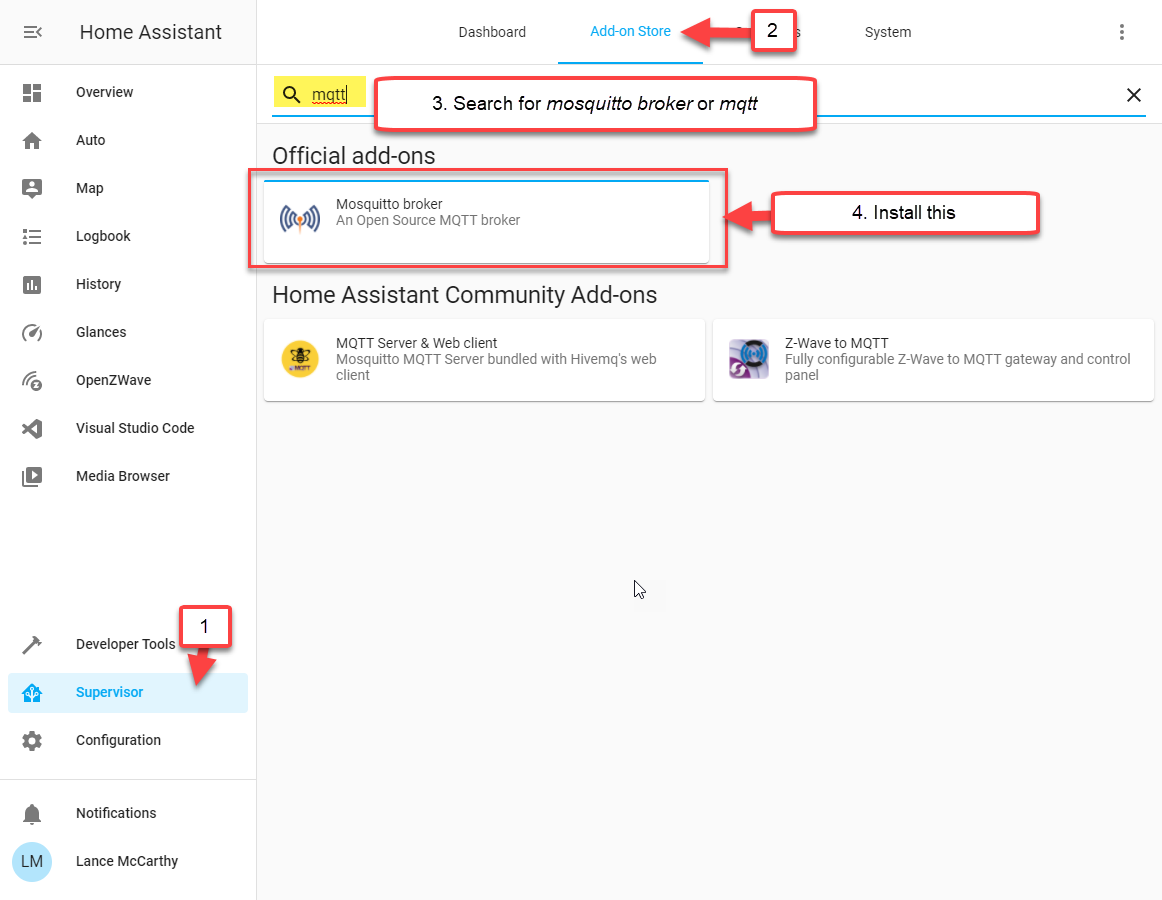 Home Assistant
Dashboard
Add-on Store
2
s
System
Overview
Auto
Map
Logbook
History
Glances
OpenZWave
Visual Studio Code
Media Browser
Developer Tools
1
Supervisor
Configuration
Notifications
LM
Lance McCarthy
mqtt
3. Search for mosquitto broker or mqtt
Official add-ons
Mosquitto broker
An Open Source MQTT broker
4. Install this
Home Assistant Community Add-ons
MQTT
MQTT Server & Web client
Mosquitto MQTT Server bundled with Hivemq's web
client
Z-Wave to MQTT
Fully configurable Z-Wave to MQTT gateway and control
panel